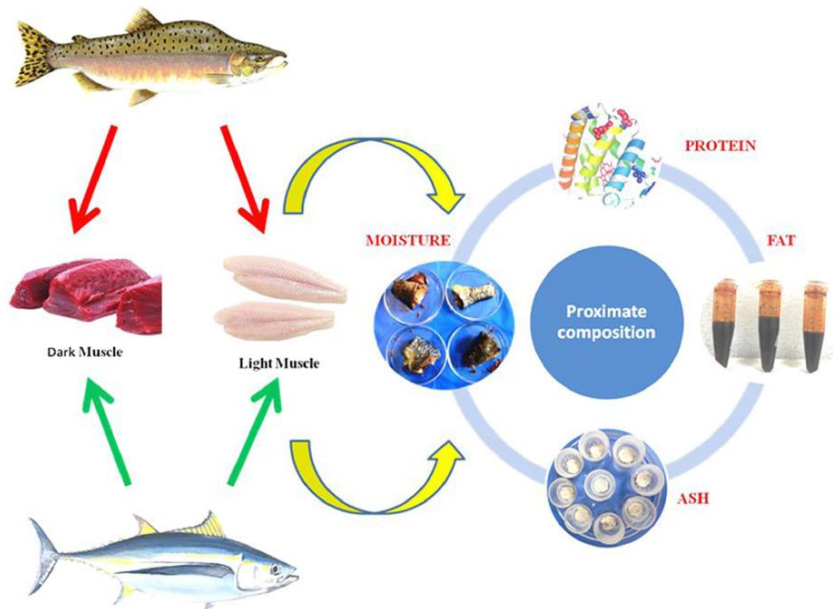 PROTEIN
MOISTURE
FAT
Proximate
composition
Dark Muscle
Light Muscle
ASH